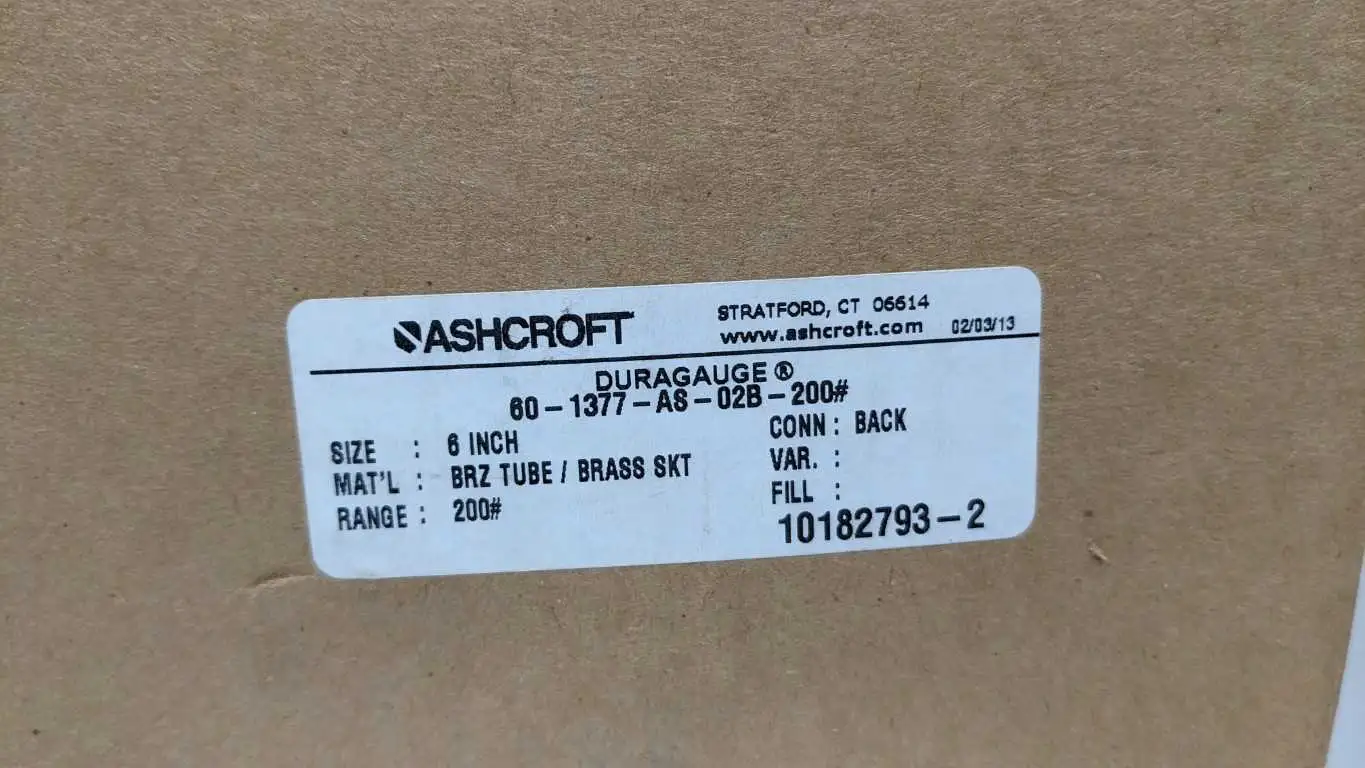 ASHCROFT
STRATFORD, CT 06614
www.ashcroft.com 02/03/13
DURAGAUGE ®
60-1377-AS-02B-200#
SIZE : 6 INCH
MAT'L : BRZ TUBE / BRASS SKT
RANGE : 200#
CONN : BACK
VAR. :
FILL :
10182793-2